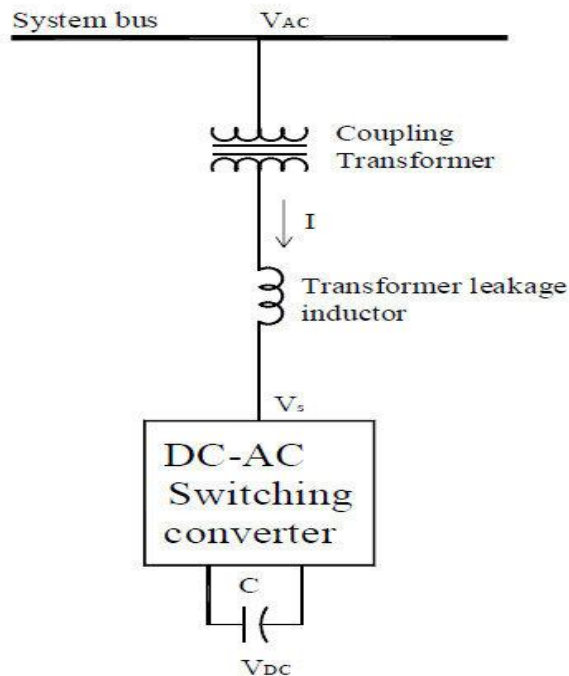 System bus VAC
Coupling
Transformer
I
Transformer leakage
inductor
Vs
DC-AC
Switching
converter
C
VDC